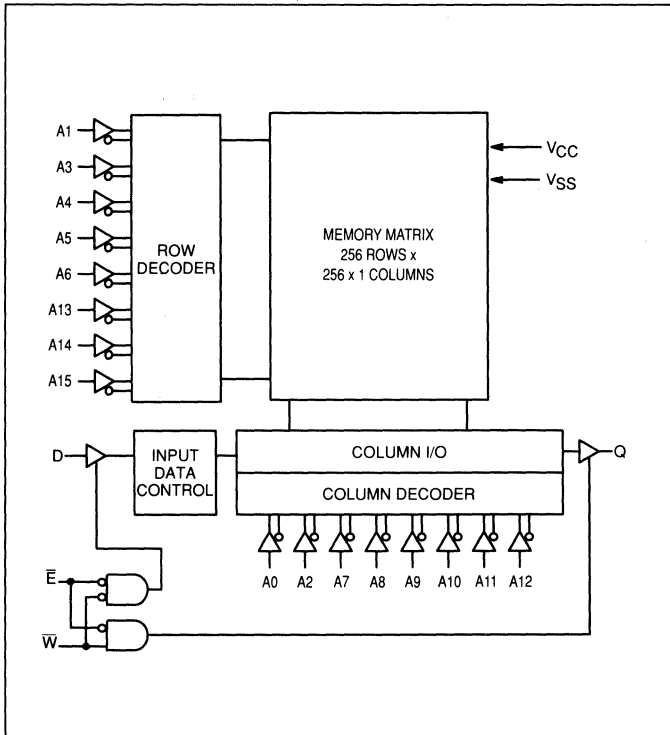 A1
A3
A4
A5
A6
A13
A14
A15
ROW
DECODER
MEMORY MATRIX
256 ROWS x
256 x 1 COLUMNS
VCC
VSS
D
INPUT
DATA
CONTROL
COLUMN I/O
COLUMN DECODER
Q
A0 A2 A7 A8 A9 A10 A11 A12
E̅
W̅